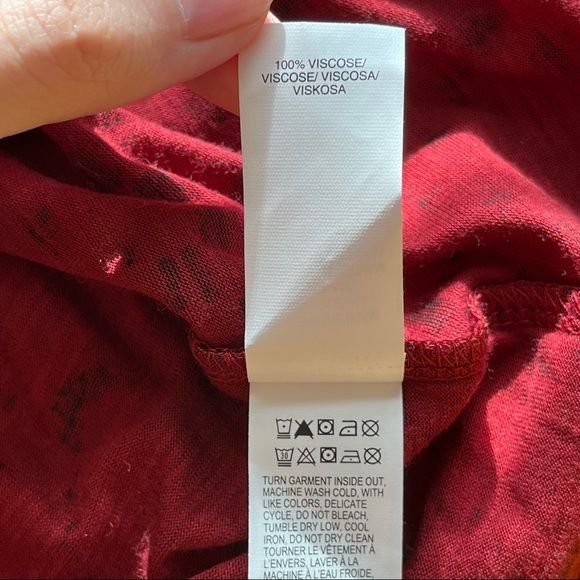 100% VISCOSE/
VISCOSE/ VISCOSA/
VISKOSA
30
TURN GARMENT INSIDE OUT,
MACHINE WASH COLD, WITH
LIKE COLORS, DELICATE
CYCLE, DO NOT BLEACH,
TUMBLE DRY LOW, COOL
IRON, DO NOT DRY CLEAN
TOURNER LE VÊTEMENT À
L'ENVERS, LAVER À LA
MACHINE À L'EAU FROIDE,